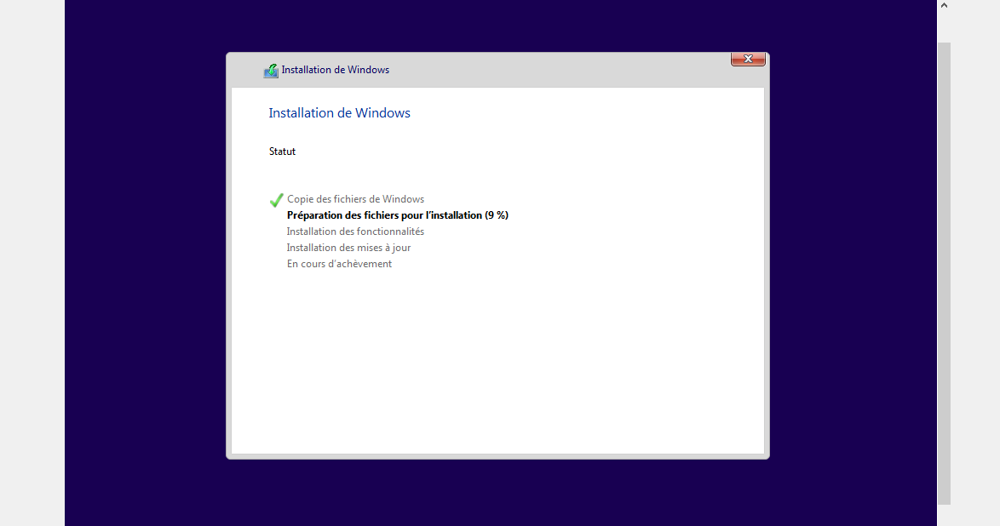 Installation de Windows
Installation de Windows
Statut
Copie des fichiers de Windows
Préparation des fichiers pour l'installation (9 %)
Installation des fonctionnalités
Installation des mises à jour
En cours d'achèvement